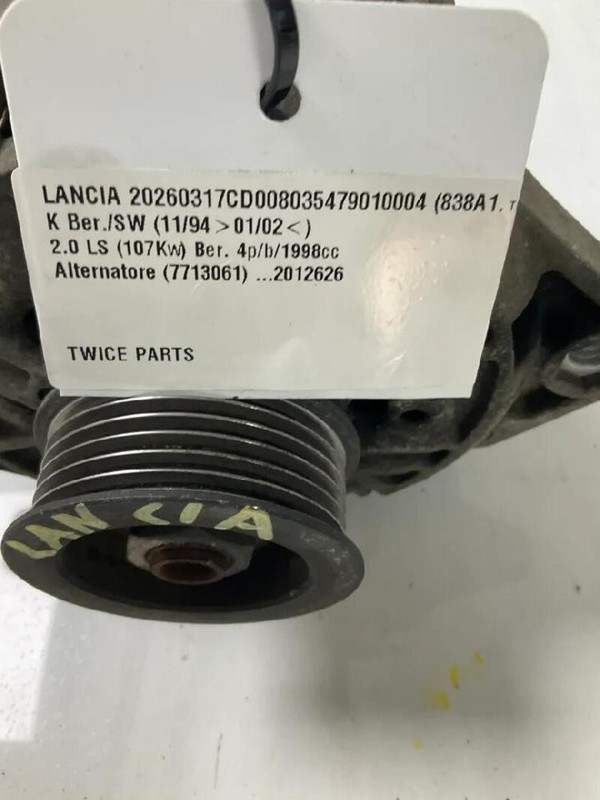 LANCIA 20260317CD008035479010004 (838A1. T
K Ber./SW (11/94 > 01/02 < )
2.0 LS (107Kw) Ber. 4p/b/1998cc
Alternatore (7713061) ...2012626
TWICE PARTS
LANCIA